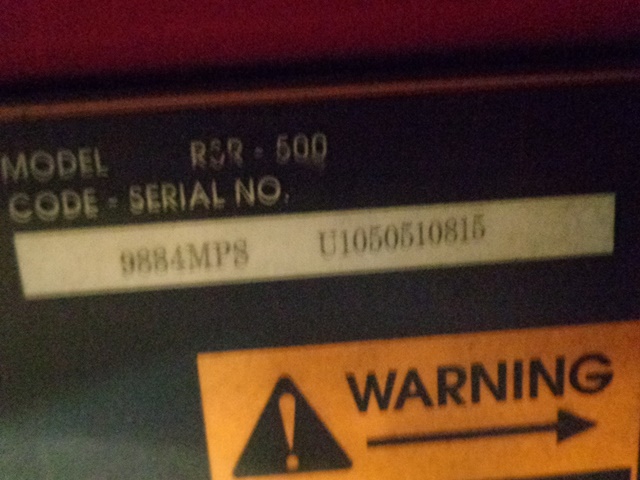 MODEL RSR - 500
CODE - SERIAL NO.
9884MPS U1050510815
WARNING